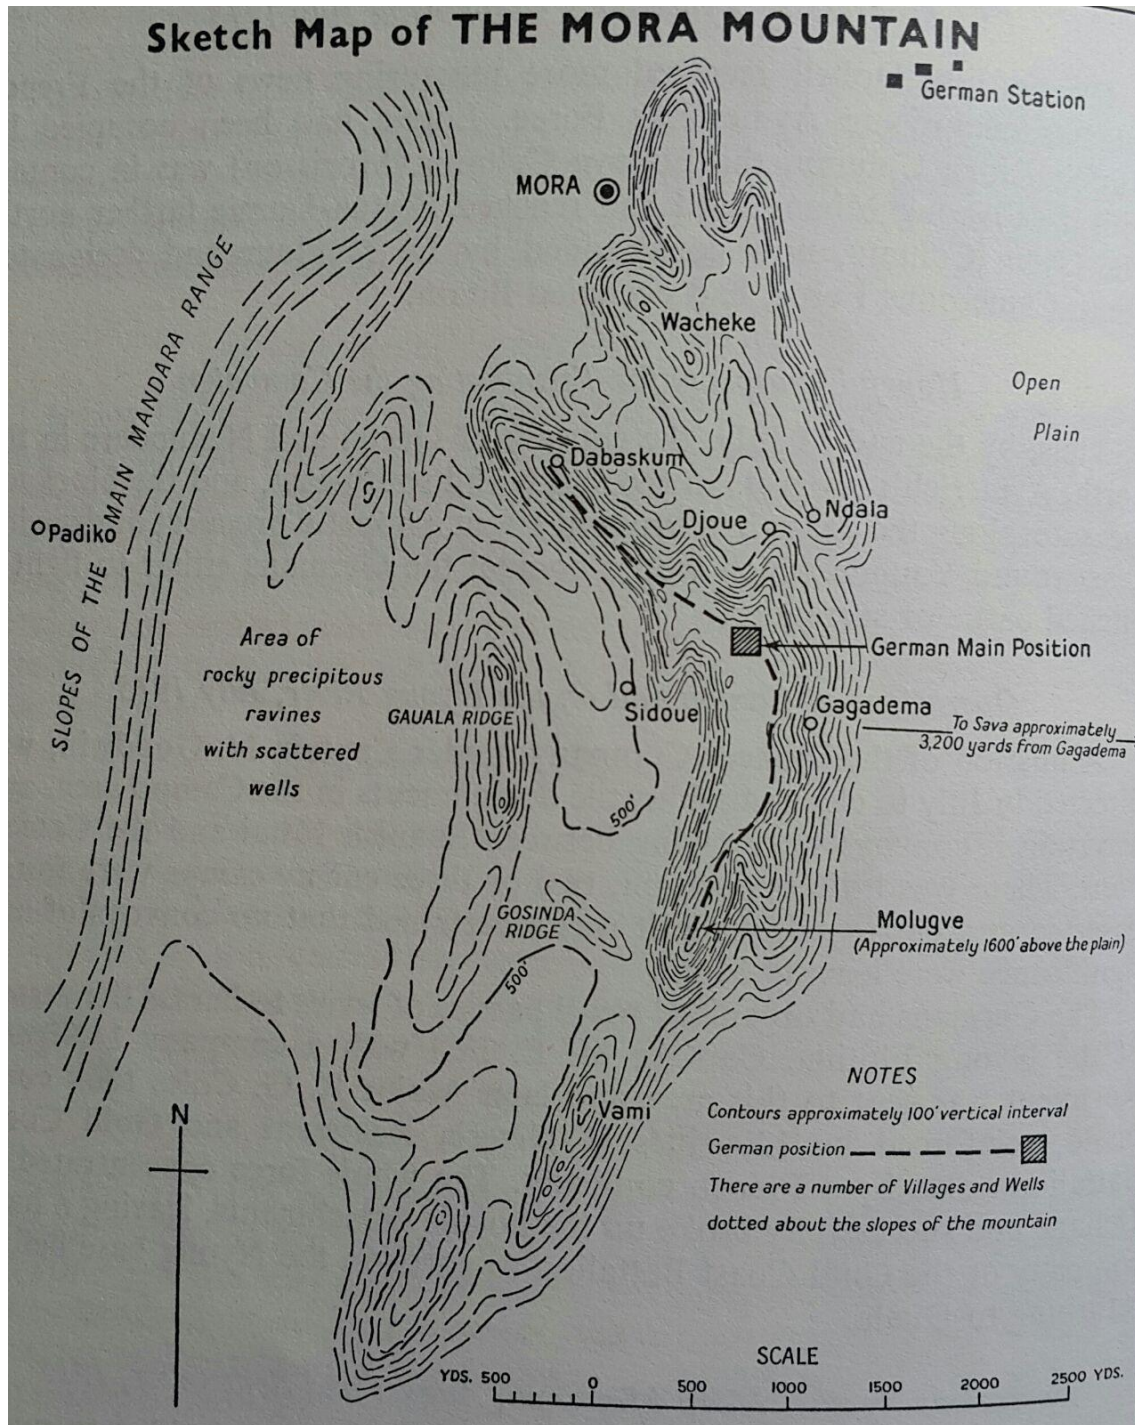 Sketch Map of THE MORA MOUNTAIN
German Station
MORA
SLOPES OF THE MAIN MANDARA RANGE
Wacheke
Open
Plain
Dabaskum
Padiko
Djoue
Ndala
Area of
rocky precipitous
ravines
with scattered
wells
German Main Position
GAUALA RIDGE
Sidoue
Gagadema
To Sava approximately
3,200 yards from Gagadema
500'
GOSINDA
RIDGE
Molugve
(Approximately 1600' above the plain)
500'
NOTES
Vami
Contours approximately 100' vertical interval
German position
There are a number of Villages and Wells
dotted about the slopes of the mountain
N
SCALE
YDS. 500 0 500 1000 1500 2000 2500 YDS.